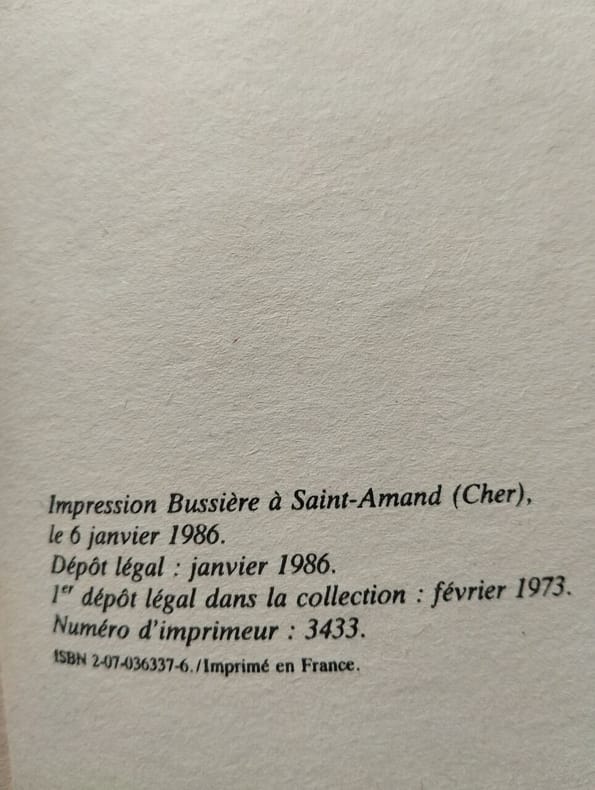 Impression Bussière à Saint-Amand (Cher),
le 6 janvier 1986.
Dépôt légal : janvier 1986.
1er dépôt légal dans la collection : février 1973.
Numéro d'imprimeur : 3433.
ISBN 2-07-036337-6./Imprimé en France.